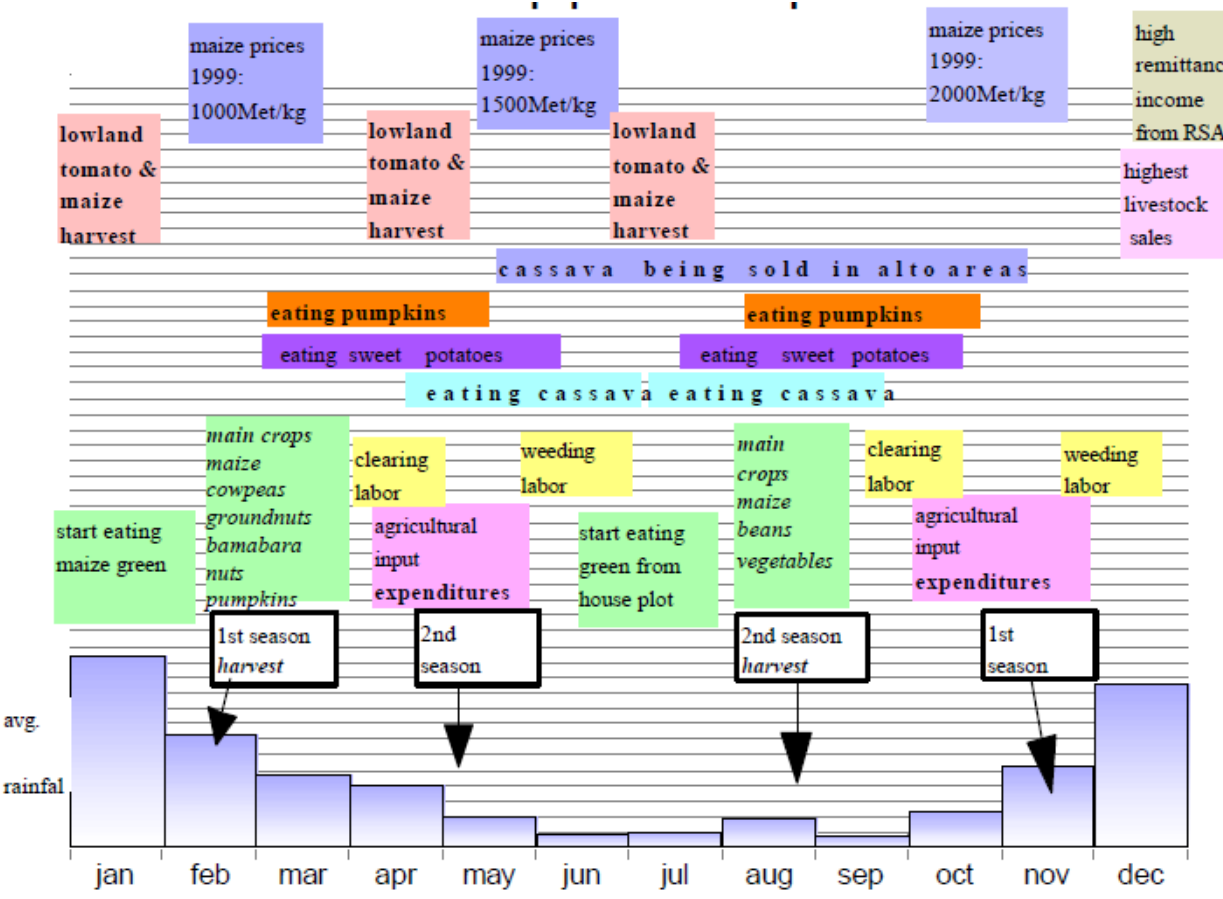 maize prices
1999:
1000Met/kg
maize prices
1999:
1500Met/kg
maize prices
1999:
2000Met/kg
high
remittanc
income
from RSA
lowland
tomato &
maize
harvest
lowland
tomato &
maize
harvest
lowland
tomato &
maize
harvest
highest
livestock
sales
cassava being sold in alto areas
eating pumpkins
eating pumpkins
eating sweet potatoes
eating sweet potatoes
eating cassava
eating cassava
main crops
maize
cowpeas
groundnuts
bamabara
nuts
pumpkins
clearing
labor
weeding
labor
main
crops
maize
beans
vegetables
clearing
labor
weeding
labor
start eating
maize green
agricultural
input
expenditures
start eating
green from
house plot
agricultural
input
expenditures
1st season
harvest
2nd
season
2nd season
harvest
1st
season
avg.
rainfal
jan feb mar apr may jun jul aug sep oct nov dec